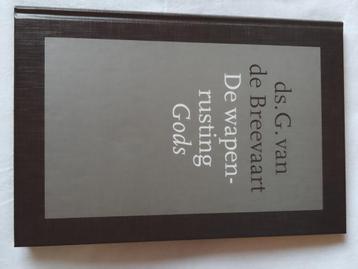 ds. G. van
de Breevaart
De wapen-
rusting
Gods